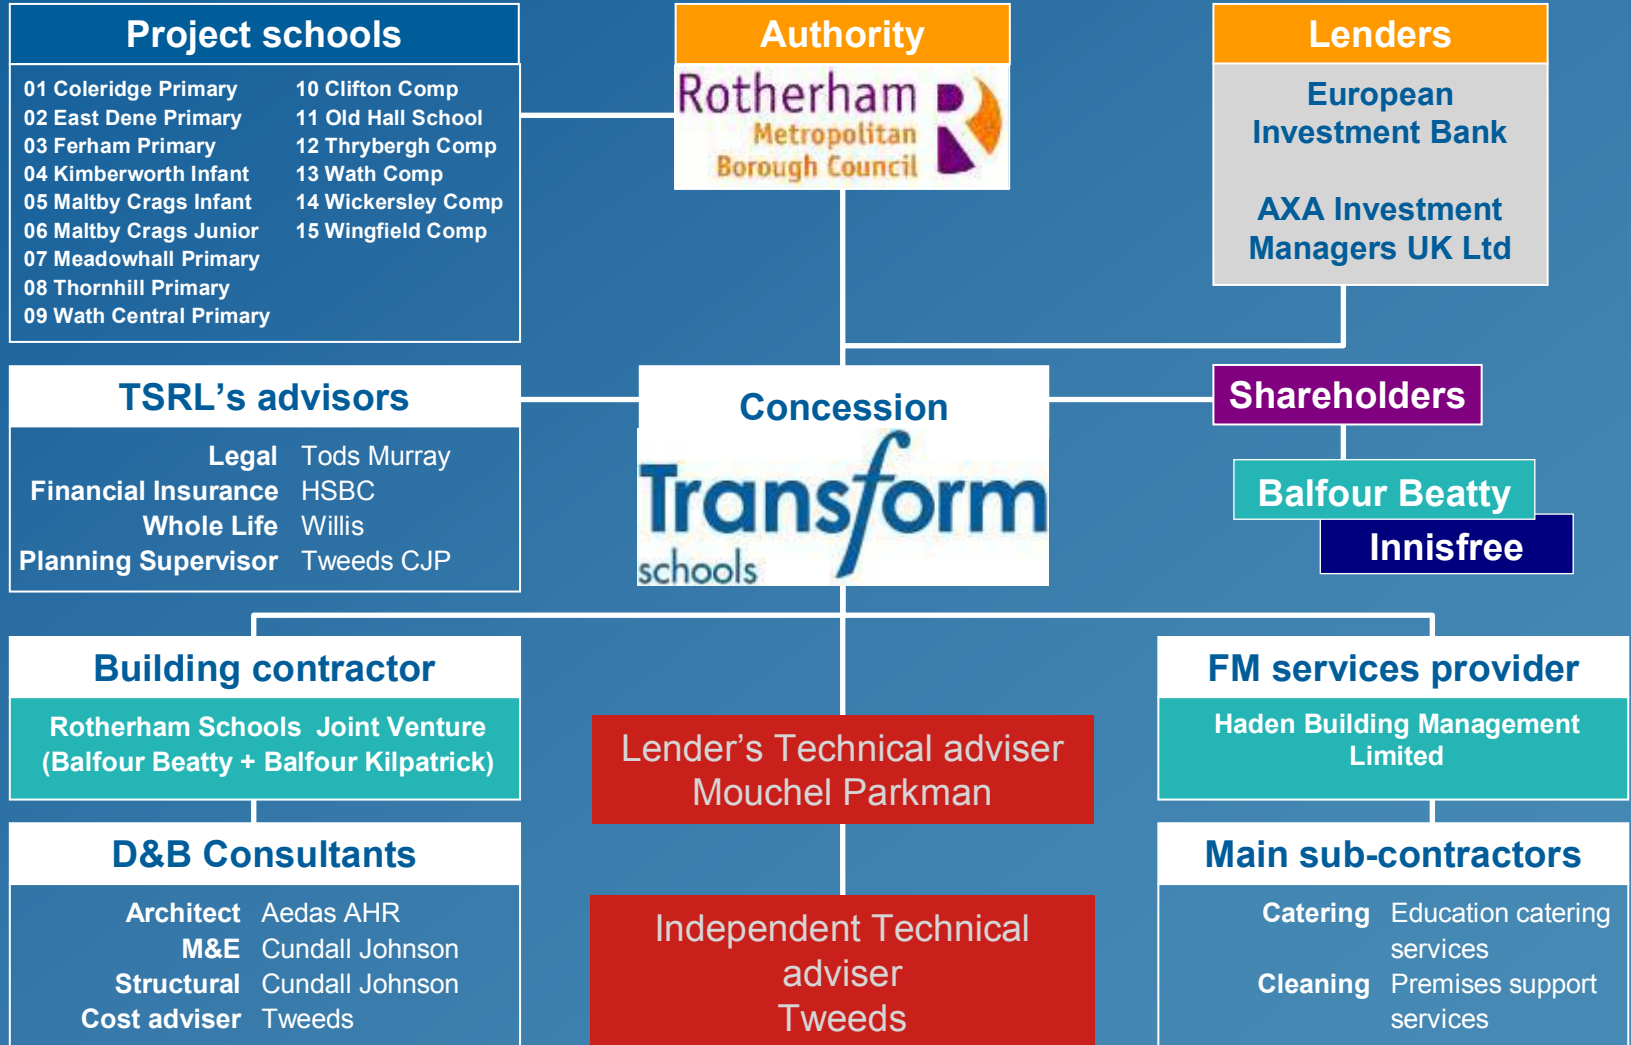 Project schools
01 Coleridge Primary
02 East Dene Primary
03 Ferham Primary
04 Kimberworth Infant
05 Maltby Crags Infant
06 Maltby Crags Junior
07 Meadowhall Primary
08 Thornhill Primary
09 Wath Central Primary
10 Clifton Comp
11 Old Hall School
12 Thrybergh Comp
13 Wath Comp
14 Wickersley Comp
15 Wingfield Comp
Authority
Rotherham
Metropolitan
Borough Council
Lenders
European
Investment Bank
AXA Investment
Managers UK Ltd
TSRL’s advisors
Legal Tods Murray
Financial Insurance HSBC
Whole Life Willis
Planning Supervisor Tweeds CJP
Concession
Transform
schools
Shareholders
Balfour Beatty
Innisfree
Building contractor
Rotherham Schools Joint Venture
(Balfour Beatty + Balfour Kilpatrick)
Lender’s Technical adviser
Mouchel Parkman
FM services provider
Haden Building Management
Limited
D&B Consultants
Architect Aedas AHR
M&E Cundall Johnson
Structural Cundall Johnson
Cost adviser Tweeds
Independent Technical
adviser
Tweeds
Main sub-contractors
Catering Education catering
services
Cleaning Premises support
services